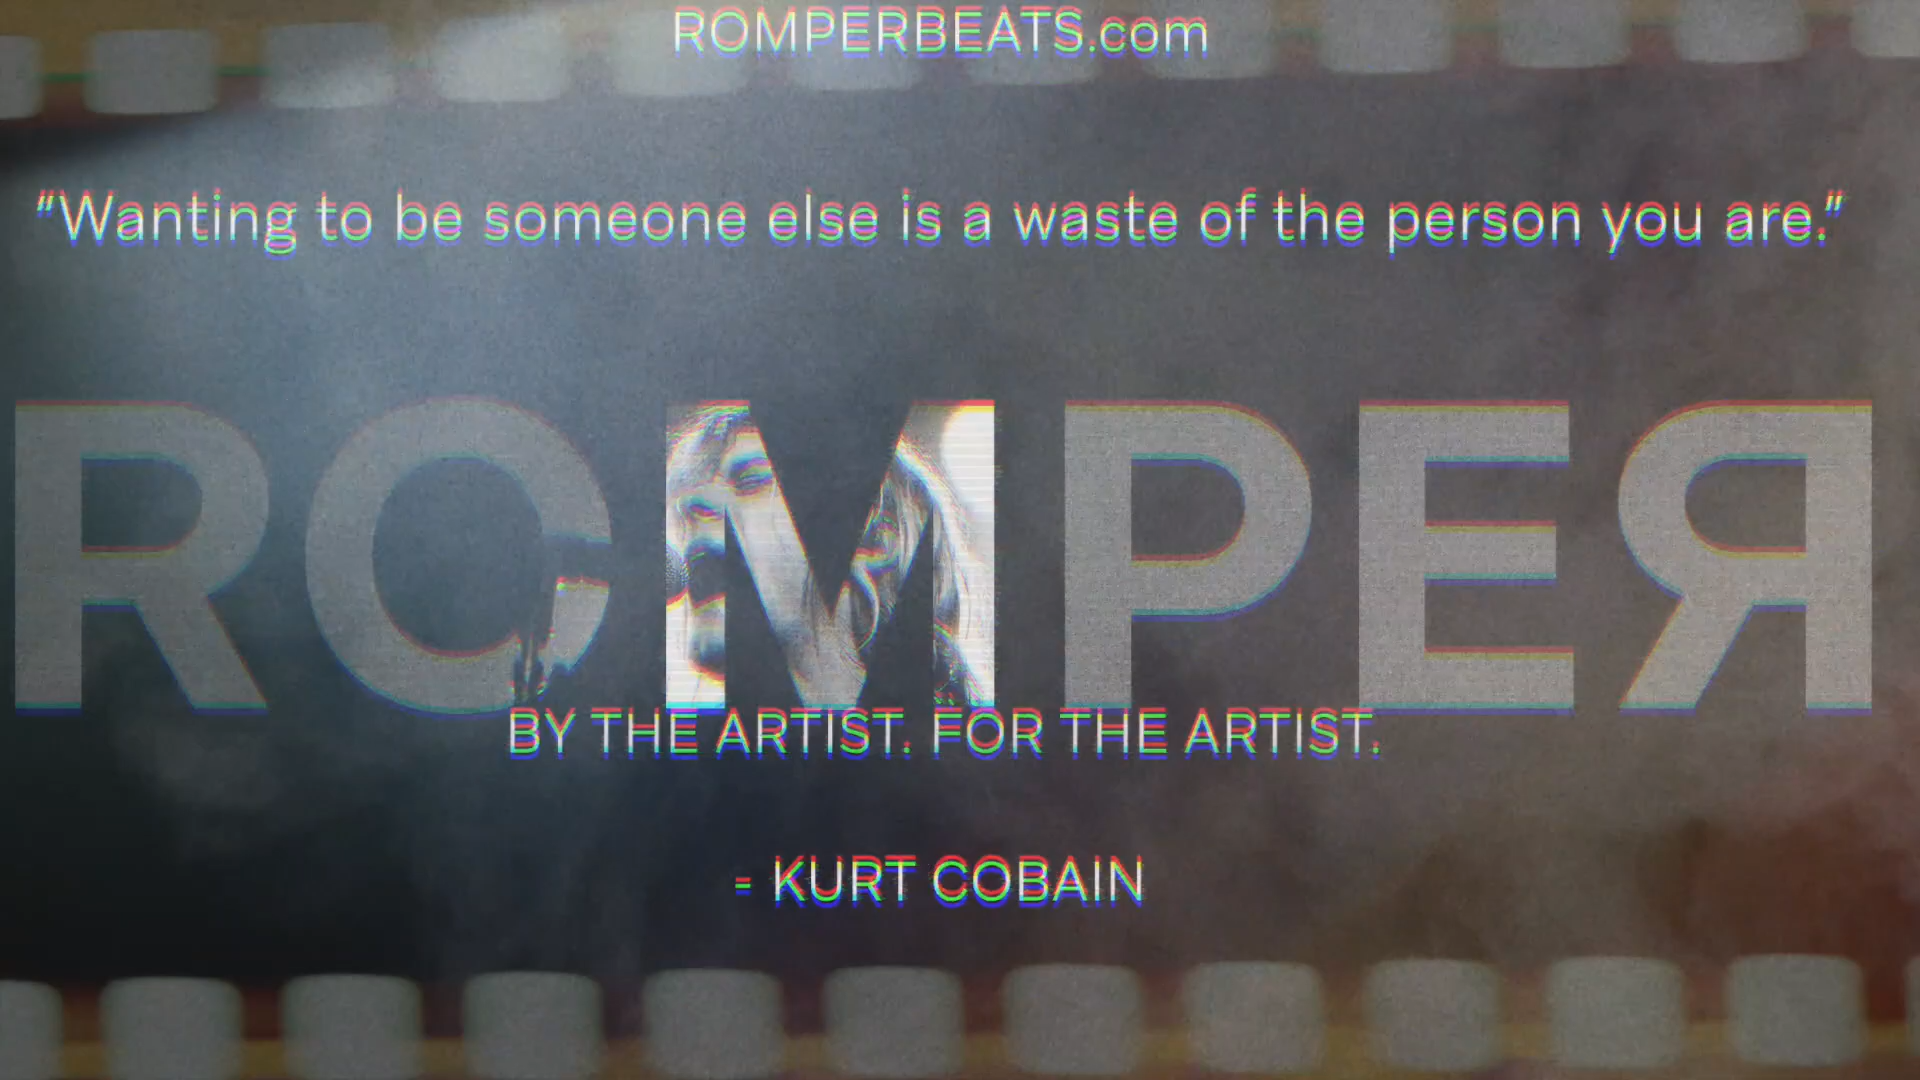 ROMPERBEATS.com
"Wanting to be someone else is a waste of the person you are."
ROMPEЯ
BY THE ARTIST. FOR THE ARTIST.
- KURT COBAIN